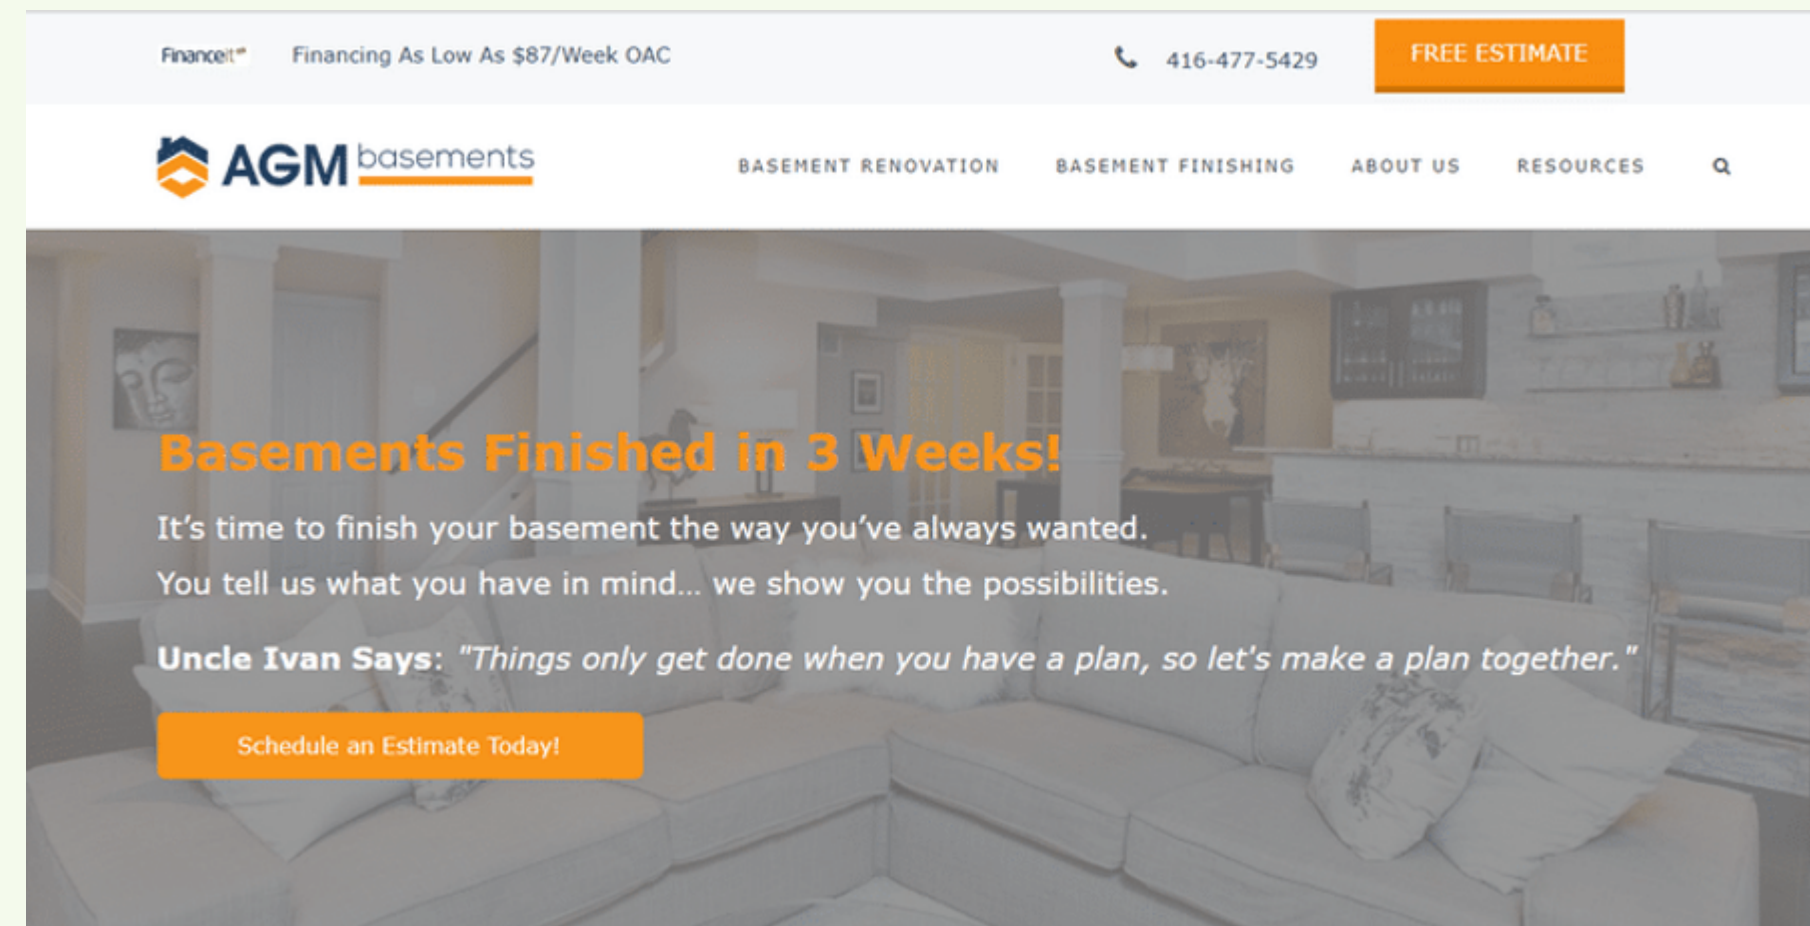 Financeit Financing As Low As $87/Week OAC 416-477-5429 FREE ESTIMATE
AGM basements BASEMENT RENOVATION BASEMENT FINISHING ABOUT US RESOURCES
Basements Finished in 3 Weeks!
It’s time to finish your basement the way you’ve always wanted.
You tell us what you have in mind... we show you the possibilities.
Uncle Ivan Says: "Things only get done when you have a plan, so let's make a plan together."
Schedule an Estimate Today!